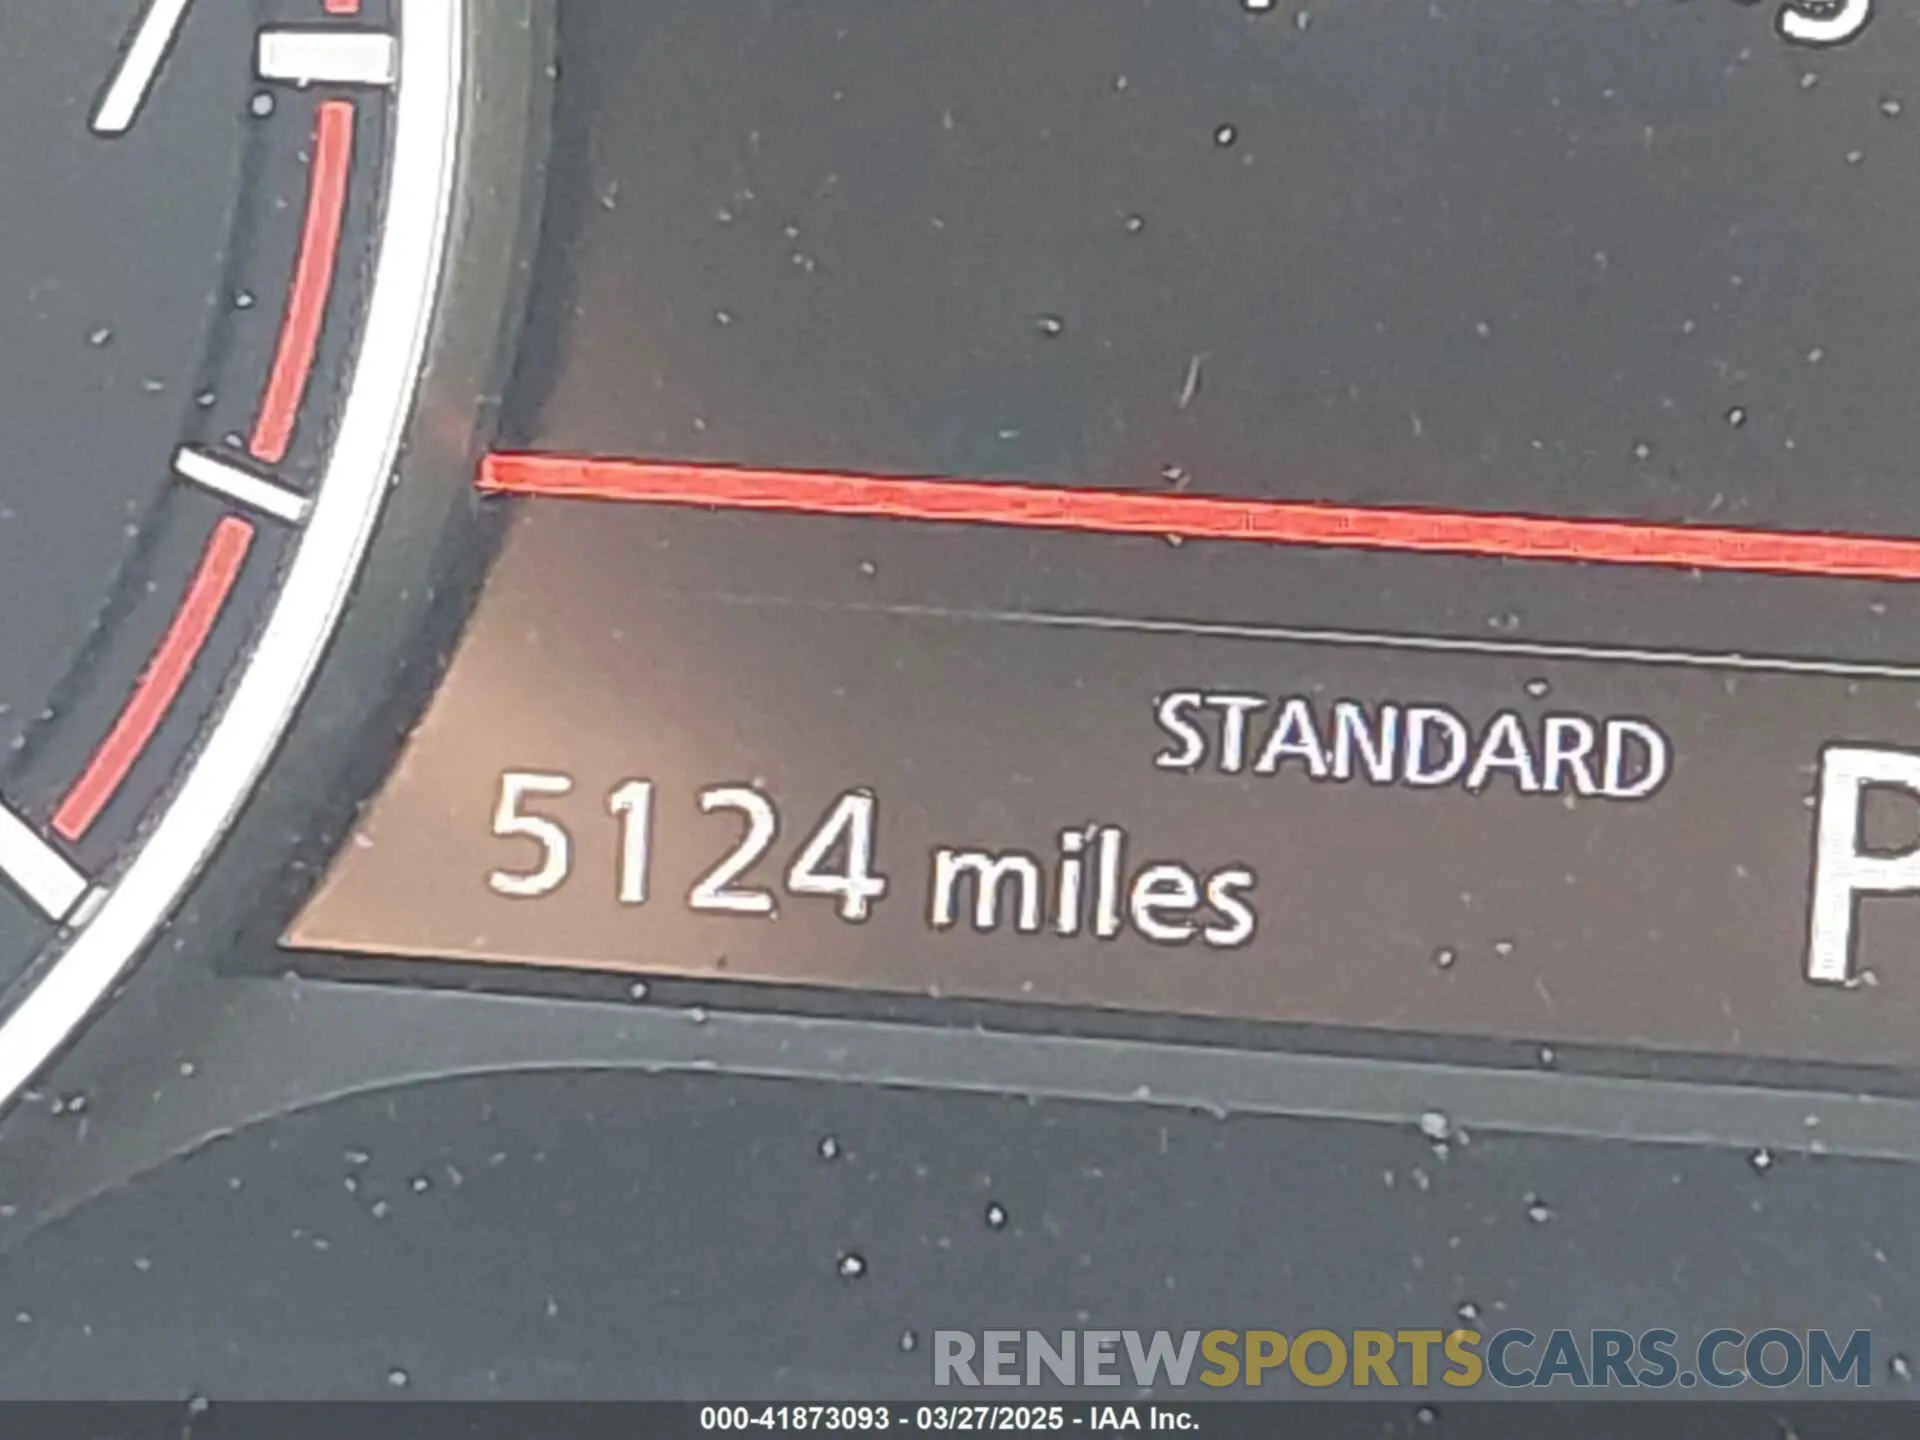 STANDARD
P
5124 miles
RENEWSPORTSCARS.COM
000-41873093 - 03/27/2025 - IAA Inc.